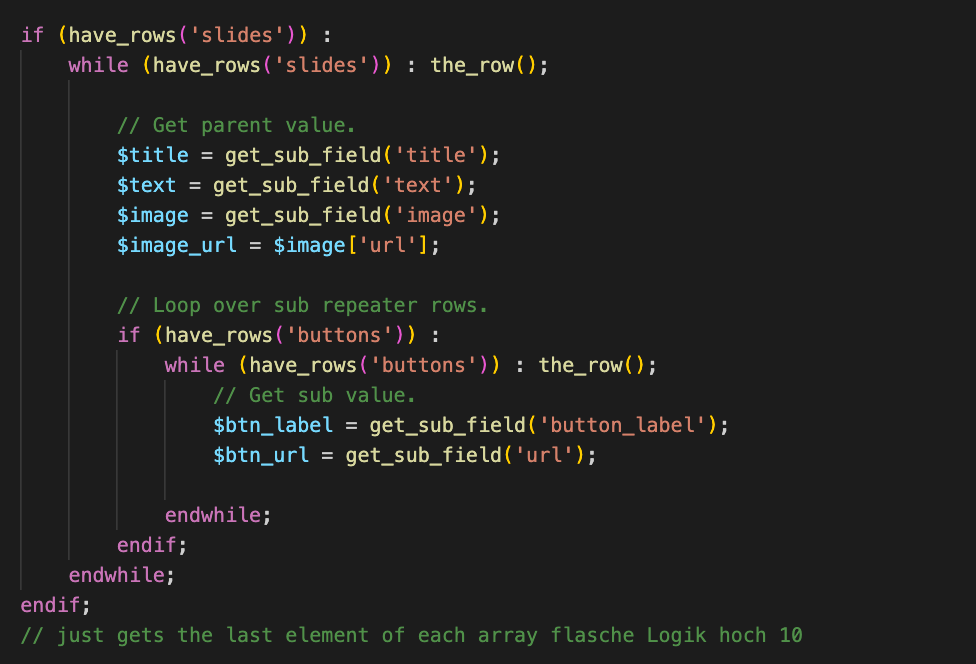 if (have_rows('slides')) :
while (have_rows('slides')) : the_row();
// Get parent value.
$title = get_sub_field('title');
$text = get_sub_field('text');
$image = get_sub_field('image');
$image_url = $image['url'];
// Loop over sub repeater rows.
if (have_rows('buttons')) :
while (have_rows('buttons')) : the_row();
// Get sub value.
$btn_label = get_sub_field('button_label');
$btn_url = get_sub_field('url');
endwhile;
endif;
endwhile;
endif;
// just gets the last element of each array flasche Logik hoch 10